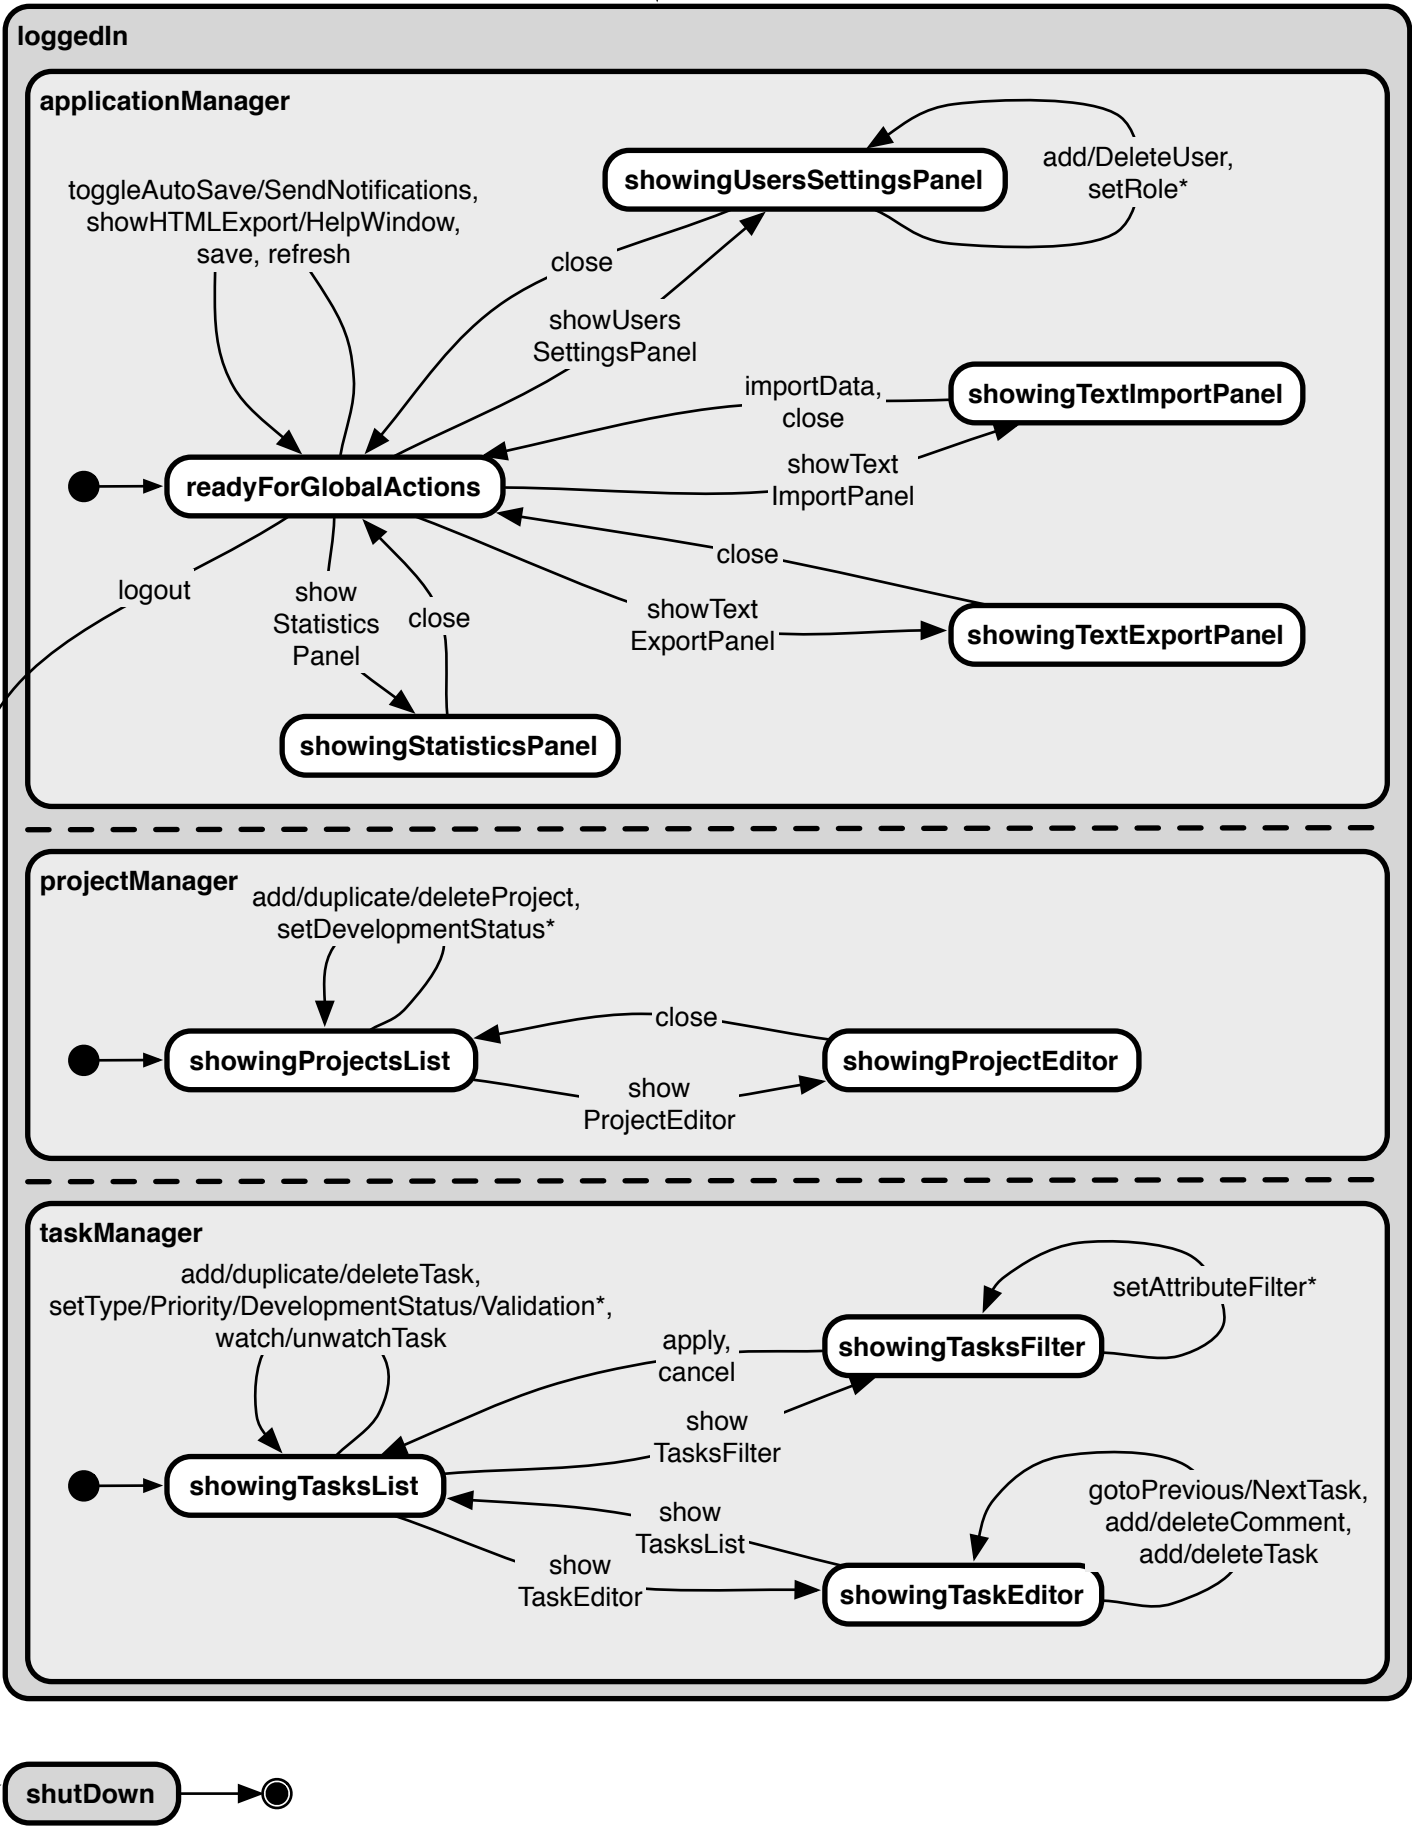 loggedIn
applicationManager
toggleAutoSave/SendNotifications,
showHTMLExport/HelpWindow,
save, refresh
showingUsersSettingsPanel
add/DeleteUser,
setRole*
close
showUsers
SettingsPanel
importData,
close
showingTextImportPanel
showText
ImportPanel
readyForGlobalActions
close
logout
show
Statistics
Panel
close
showText
ExportPanel
showingTextExportPanel
showingStatisticsPanel
projectManager
add/duplicate/deleteProject,
setDevelopmentStatus*
close
showingProjectsList
showingProjectEditor
show
ProjectEditor
taskManager
add/duplicate/deleteTask,
setType/Priority/DevelopmentStatus/Validation*,
watch/unwatchTask
setAttributeFilter*
apply,
cancel
showingTasksFilter
show
TasksFilter
showingTasksList
show
TasksList
gotoPrevious/NextTask,
add/deleteComment,
add/deleteTask
show
TaskEditor
showingTaskEditor
shutDown